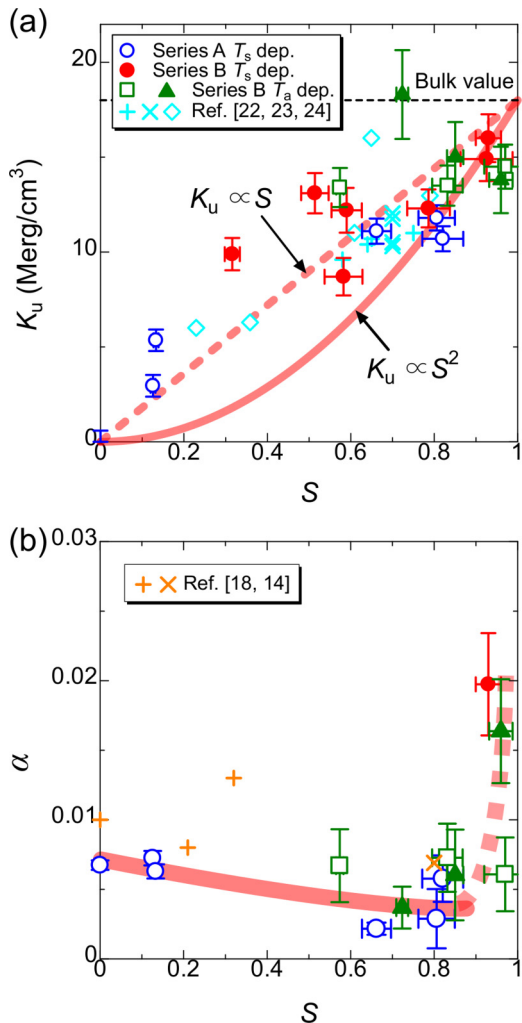 (a)
Series A Ts dep.
Series B Ts dep.
Series B Ta dep.
Ref. [22, 23, 24]
Bulk value
Ku ∝ S
Ku ∝ S²
Ku (Merg/cm³)
20
10
0
0 0.2 0.4 0.6 0.8 1
S
(b)
Ref. [18, 14]
α
0.03
0.02
0.01
0
0 0.2 0.4 0.6 0.8 1
S